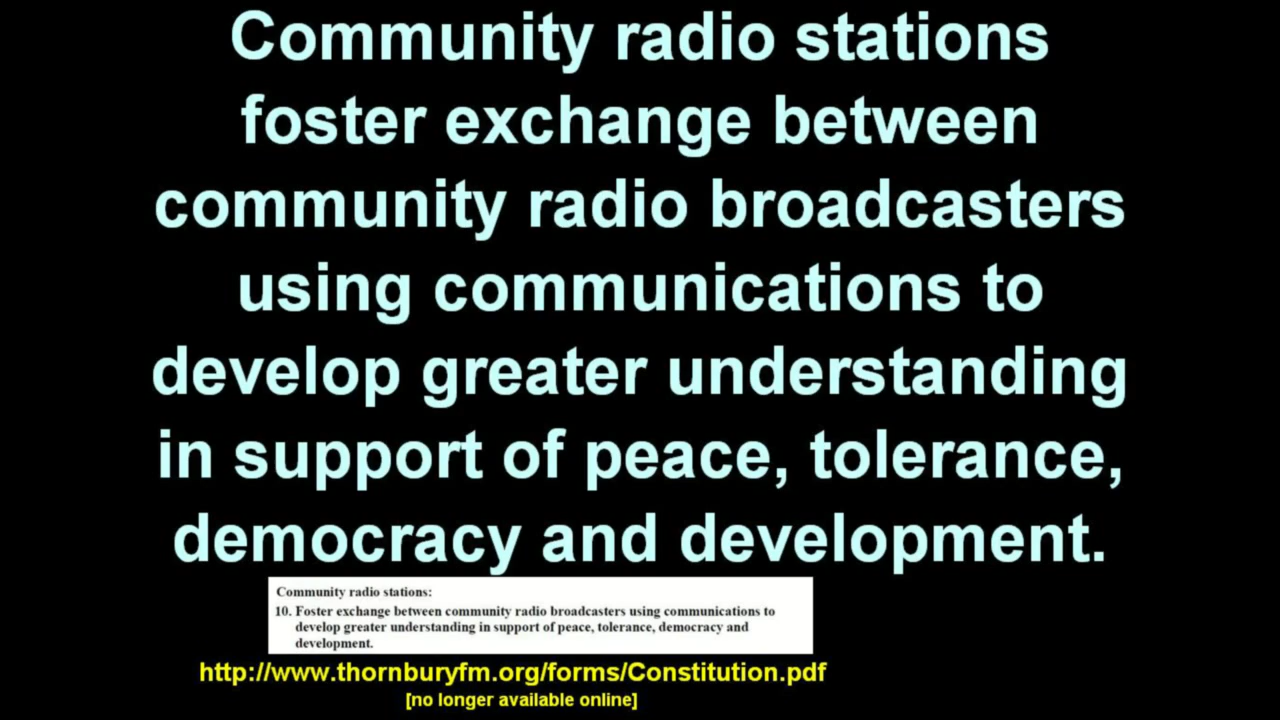 Community radio stations
foster exchange between
community radio broadcasters
using communications to
develop greater understanding
in support of peace, tolerance,
democracy and development.
Community radio stations:
10. Foster exchange between community radio broadcasters using communications to
develop greater understanding in support of peace, tolerance, democracy and
development.
http://www.thornburyfm.org/forms/Constitution.pdf
[no longer available online]